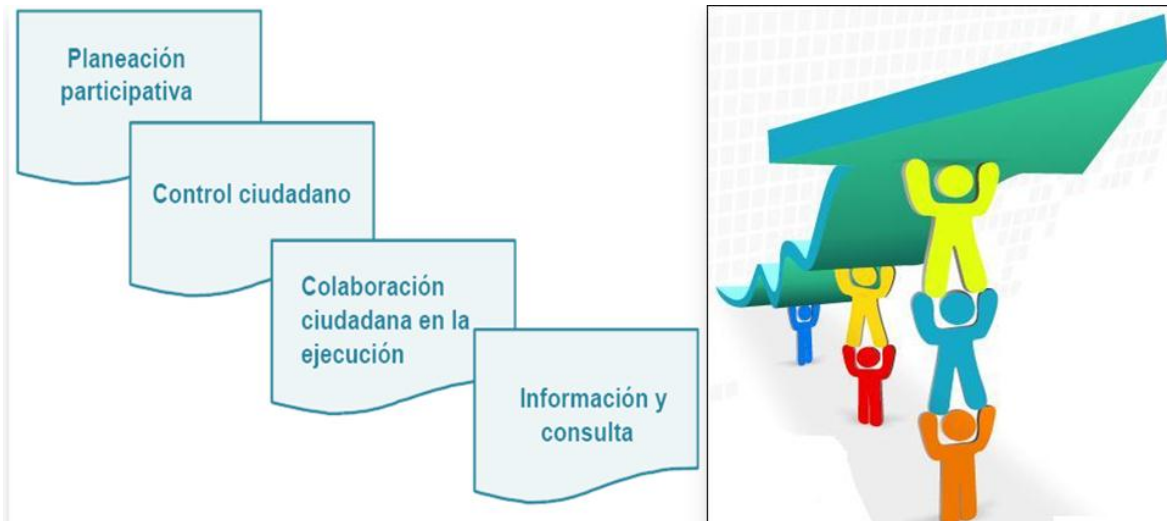 Planeación
participativa
Control ciudadano
Colaboración
ciudadana en la
ejecución
Información y
consulta